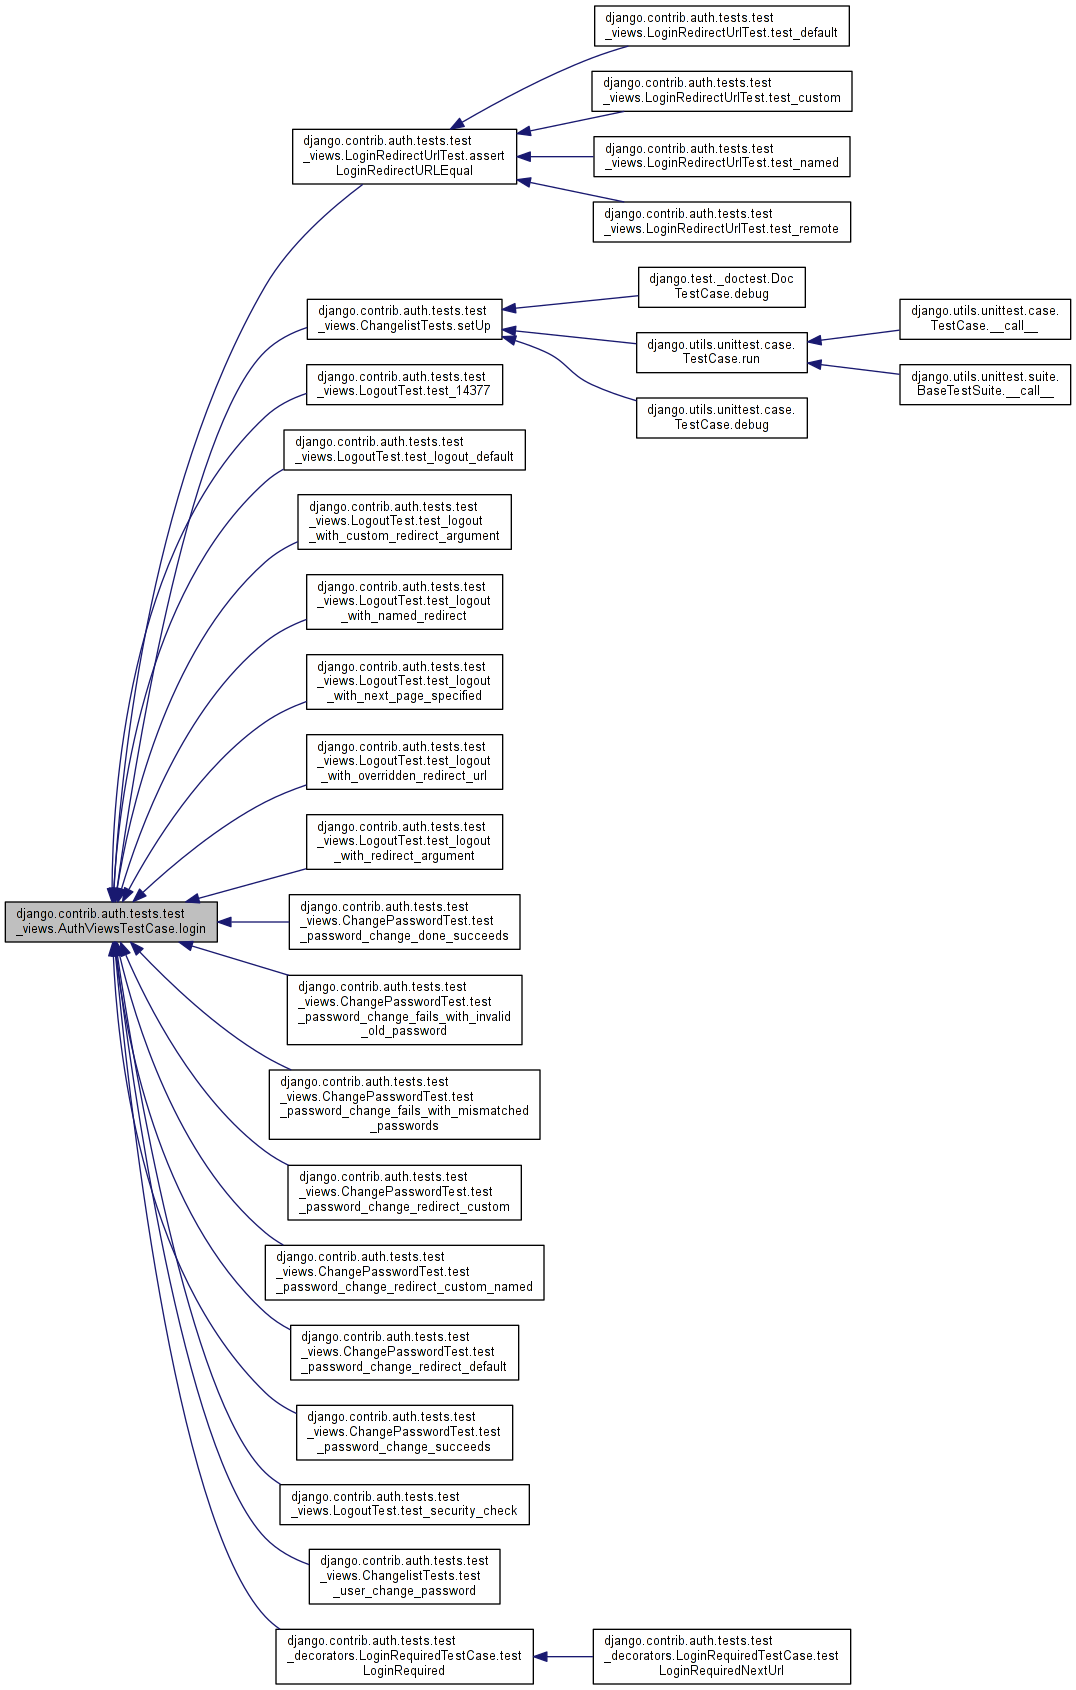 django.contrib.auth.tests.test
_views.LoginRedirectUrlTest.test_default
django.contrib.auth.tests.test
_views.LoginRedirectUrlTest.test_custom
django.contrib.auth.tests.test
_views.LoginRedirectUrlTest.assert
LoginRedirectURLEqual
django.contrib.auth.tests.test
_views.LoginRedirectUrlTest.test_named
django.contrib.auth.tests.test
_views.LoginRedirectUrlTest.test_remote
django.test._doctest.Doc
TestCase.debug
django.contrib.auth.tests.test
_views.ChangelistTests.setUp
django.utils.unittest.case.
TestCase.__call__
django.utils.unittest.case.
TestCase.run
django.contrib.auth.tests.test
_views.LogoutTest.test_14377
django.utils.unittest.suite.
BaseTestSuite.__call__
django.utils.unittest.case.
TestCase.debug
django.contrib.auth.tests.test
_views.LogoutTest.test_logout_default
django.contrib.auth.tests.test
_views.LogoutTest.test_logout
_with_custom_redirect_argument
django.contrib.auth.tests.test
_views.LogoutTest.test_logout
_with_named_redirect
django.contrib.auth.tests.test
_views.LogoutTest.test_logout
_with_next_page_specified
django.contrib.auth.tests.test
_views.LogoutTest.test_logout
_with_overridden_redirect_url
django.contrib.auth.tests.test
_views.LogoutTest.test_logout
_with_redirect_argument
django.contrib.auth.tests.test
_views.AuthViewsTestCase.login
django.contrib.auth.tests.test
_views.ChangePasswordTest.test
_password_change_done_succeeds
django.contrib.auth.tests.test
_views.ChangePasswordTest.test
_password_change_fails_with_invalid
_old_password
django.contrib.auth.tests.test
_views.ChangePasswordTest.test
_password_change_fails_with_mismatched
_passwords
django.contrib.auth.tests.test
_views.ChangePasswordTest.test
_password_change_redirect_custom
django.contrib.auth.tests.test
_views.ChangePasswordTest.test
_password_change_redirect_custom_named
django.contrib.auth.tests.test
_views.ChangePasswordTest.test
_password_change_redirect_default
django.contrib.auth.tests.test
_views.ChangePasswordTest.test
_password_change_succeeds
django.contrib.auth.tests.test
_views.LogoutTest.test_security_check
django.contrib.auth.tests.test
_views.ChangelistTests.test
_user_change_password
django.contrib.auth.tests.test
_decorators.LoginRequiredTestCase.test
LoginRequired
django.contrib.auth.tests.test
_decorators.LoginRequiredTestCase.test
LoginRequiredNextUrl